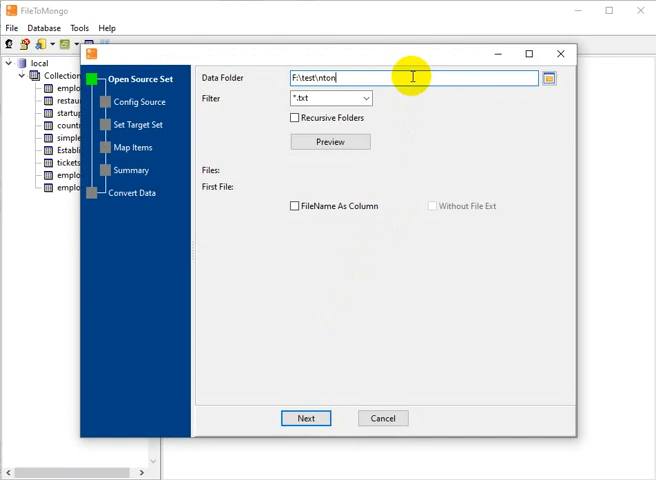 FileToMongo
File Database Tools Help
local
Collection
emplo
restau
startup
count
simple
Establi
tickets
emplo
emplo
Open Source Set
Config Source
Set Target Set
Map Items
Summary
Convert Data
Data Folder F:\test\nton
Filter *.txt
Recursive Folders
Preview
Files:
First File:
FileName As Column Without File Ext
Next Cancel